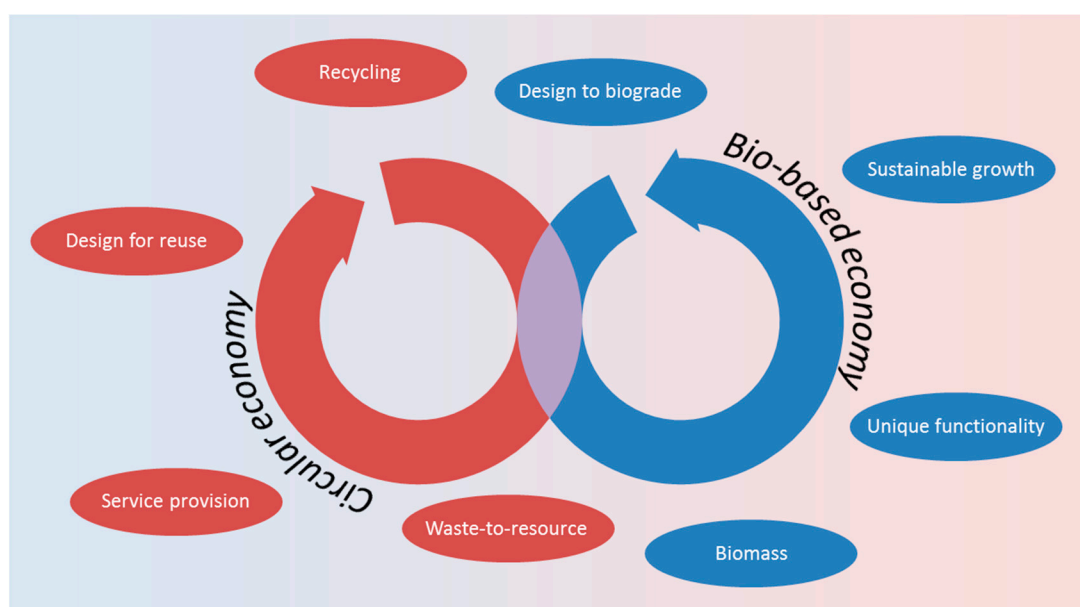 Recycling
Design to biograde
Bio-based economy
Sustainable growth
Design for reuse
Circular economy
Unique functionality
Service provision
Waste-to-resource
Biomass